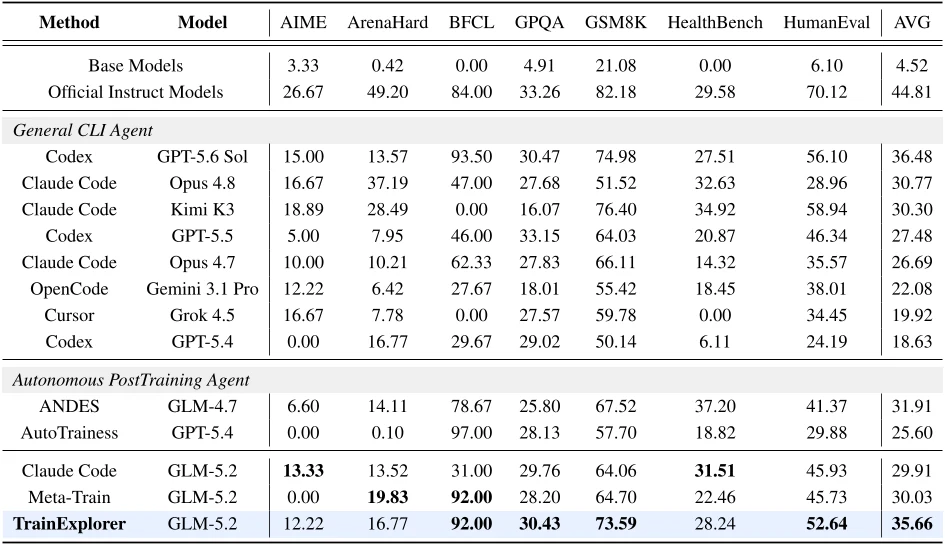 Method Model AIME ArenaHard BFCL GPQA GSM8K HealthBench HumanEval AVG
Base Models 3.33 0.42 0.00 4.91 21.08 0.00 6.10 4.52
Official Instruct Models 26.67 49.20 84.00 33.26 82.18 29.58 70.12 44.81
General CLI Agent
Codex GPT-5.6 Sol 15.00 13.57 93.50 30.47 74.98 27.51 56.10 36.48
Claude Code Opus 4.8 16.67 37.19 47.00 27.68 51.52 32.63 28.96 30.77
Claude Code Kimi K3 18.89 28.49 0.00 16.07 76.40 34.92 58.94 30.30
Codex GPT-5.5 5.00 7.95 46.00 33.15 64.03 20.87 46.34 27.48
Claude Code Opus 4.7 10.00 10.21 62.33 27.83 66.11 14.32 35.57 26.69
OpenCode Gemini 3.1 Pro 12.22 6.42 27.67 18.01 55.42 18.45 38.01 22.08
Cursor Grok 4.5 16.67 7.78 0.00 27.57 59.78 0.00 34.45 19.92
Codex GPT-5.4 0.00 16.77 29.67 29.02 50.14 6.11 24.19 18.63
Autonomous PostTraining Agent
ANDES GLM-4.7 6.60 14.11 78.67 25.80 67.52 37.20 41.37 31.91
AutoTrainess GPT-5.4 0.00 0.10 97.00 28.13 57.70 18.82 29.88 25.60
Claude Code GLM-5.2 13.33 13.52 31.00 29.76 64.06 31.51 45.93 29.91
Meta-Train GLM-5.2 0.00 19.83 92.00 28.20 64.70 22.46 45.73 30.03
TrainExplorer GLM-5.2 12.22 16.77 92.00 30.43 73.59 28.24 52.64 35.66